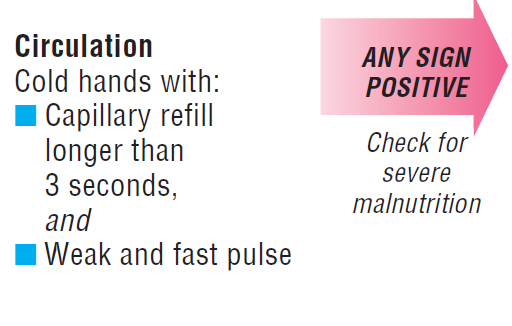 Circulation
Cold hands with:
Capillary refill
longer than
3 seconds,
and
Weak and fast pulse
ANY SIGN
POSITIVE
Check for
severe
malnutrition